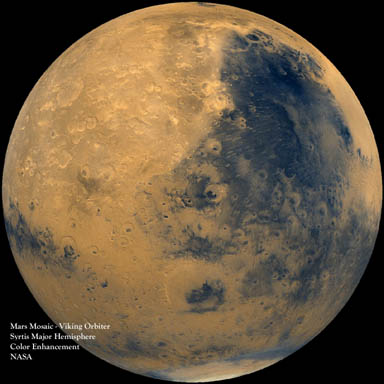 Mars Mosaic - Viking Orbiter
Syrtis Major Hemisphere
Color Enhancement
NASA